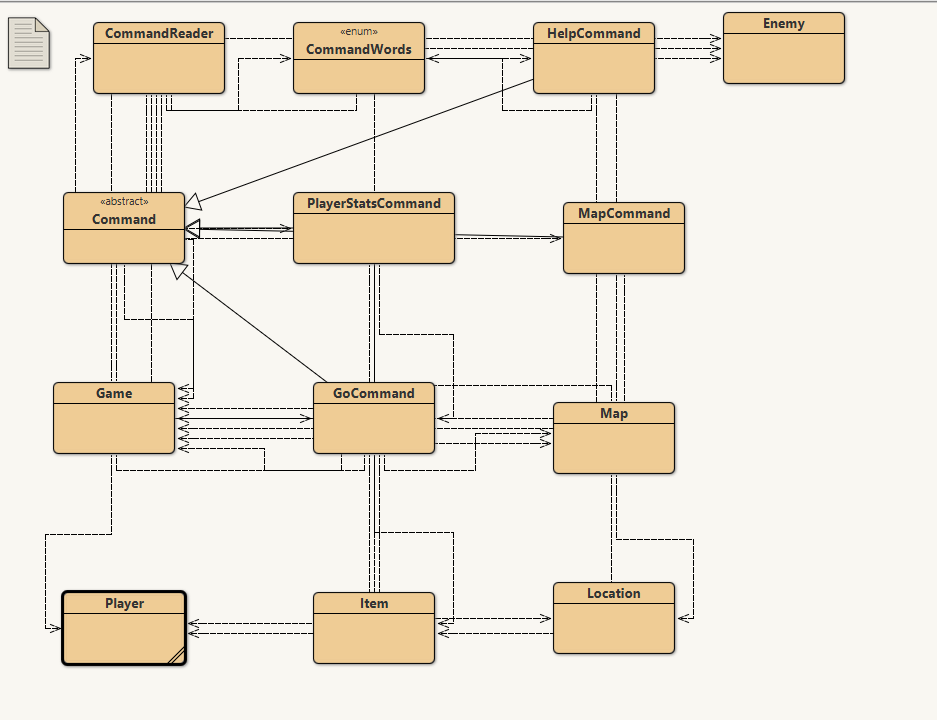 CommandReader
«enum»
CommandWords
HelpCommand
Enemy
«abstract»
Command
PlayerStatsCommand
MapCommand
Game
GoCommand
Map
Player
Item
Location